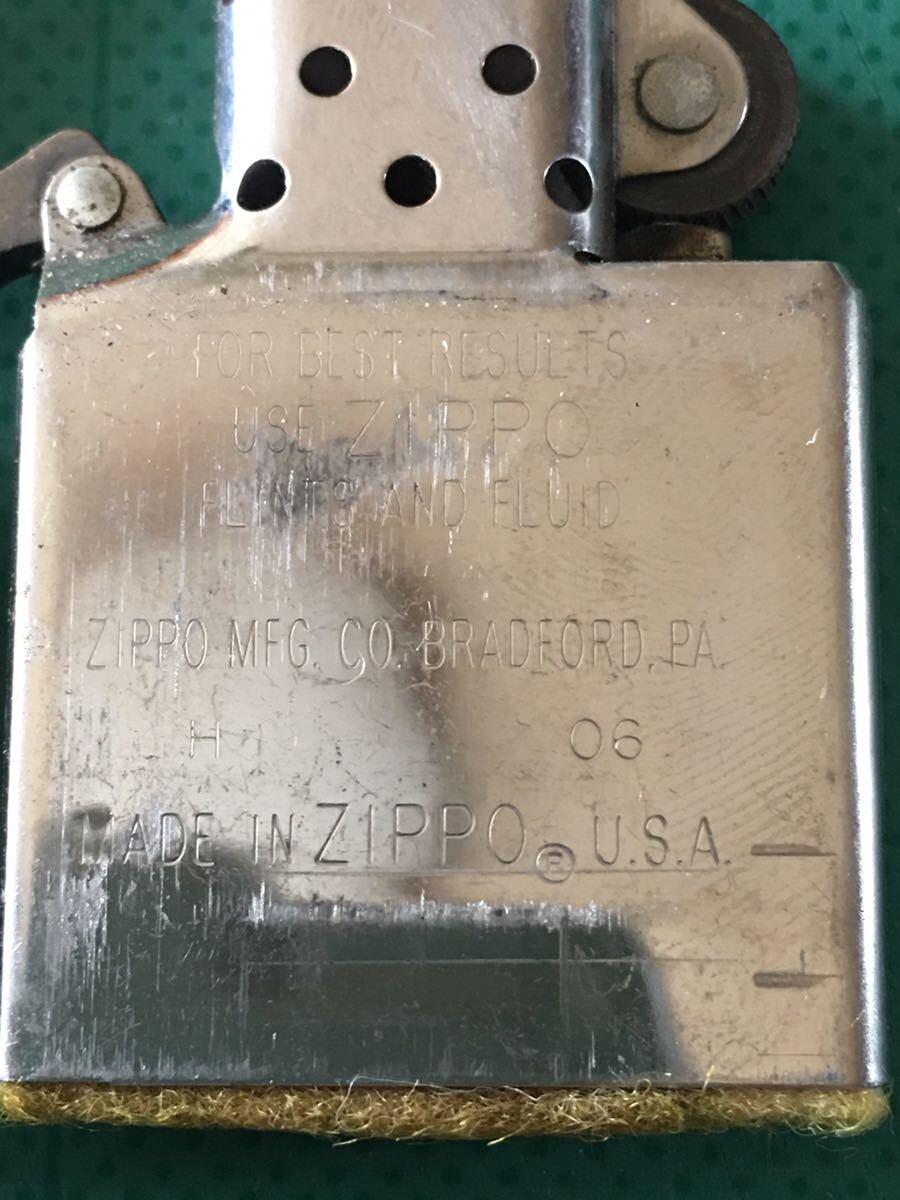 FOR BEST RESULTS
USE ZIPPO
FLINTS AND FLUID
ZIPPO MFG. CO. BRADFORD, PA.
H 06
MADE IN ZIPPO® U.S.A.